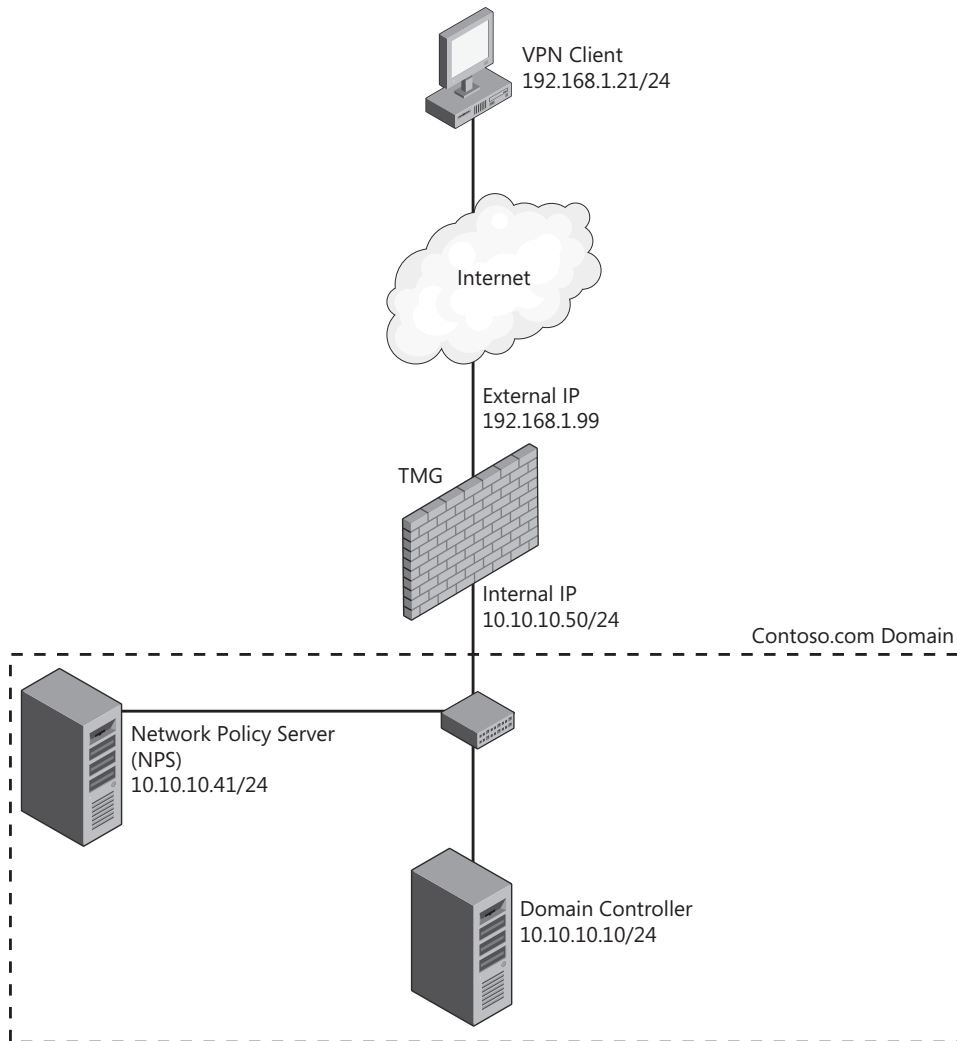 VPN Client
192.168.1.21/24
Internet
External IP
192.168.1.99
TMG
Internal IP
10.10.10.50/24
Contoso.com Domain
Network Policy Server
(NPS)
10.10.10.41/24
Domain Controller
10.10.10.10/24